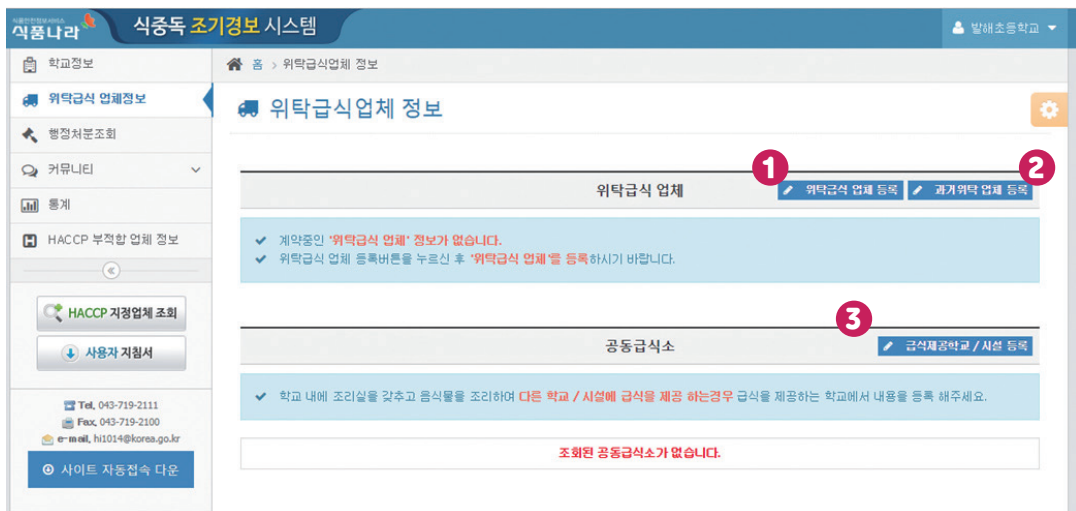 식품안전정보서비스
식품나라
식중독 조기경보 시스템
발해초등학교
학교정보
위탁급식 업체정보
행정처분조회
커뮤니티
통계
HACCP 부적합 업체 정보
HACCP 지정업체 조회
사용자 지침서
Tel, 043-719-2111
Fax, 043-719-2100
e-mail, hi1014@korea.go.kr
사이트 자동접속 다운
홈 > 위탁급식업체 정보
위탁급식업체 정보
1
2
위탁급식 업체
위탁급식 업체 등록
과거위탁 업체 등록
계약중인 '위탁급식 업체' 정보가 없습니다.
위탁급식 업체 등록버튼을 누르신 후 '위탁급식 업체'를 등록하시기 바랍니다.
3
공동급식소
급식제공학교 / 시설 등록
학교 내에 조리실을 갖추고 음식물을 조리하여 다른 학교 / 시설에 급식을 제공 하는경우 급식을 제공하는 학교에서 내용을 등록 해주세요.
조회된 공동급식소가 없습니다.